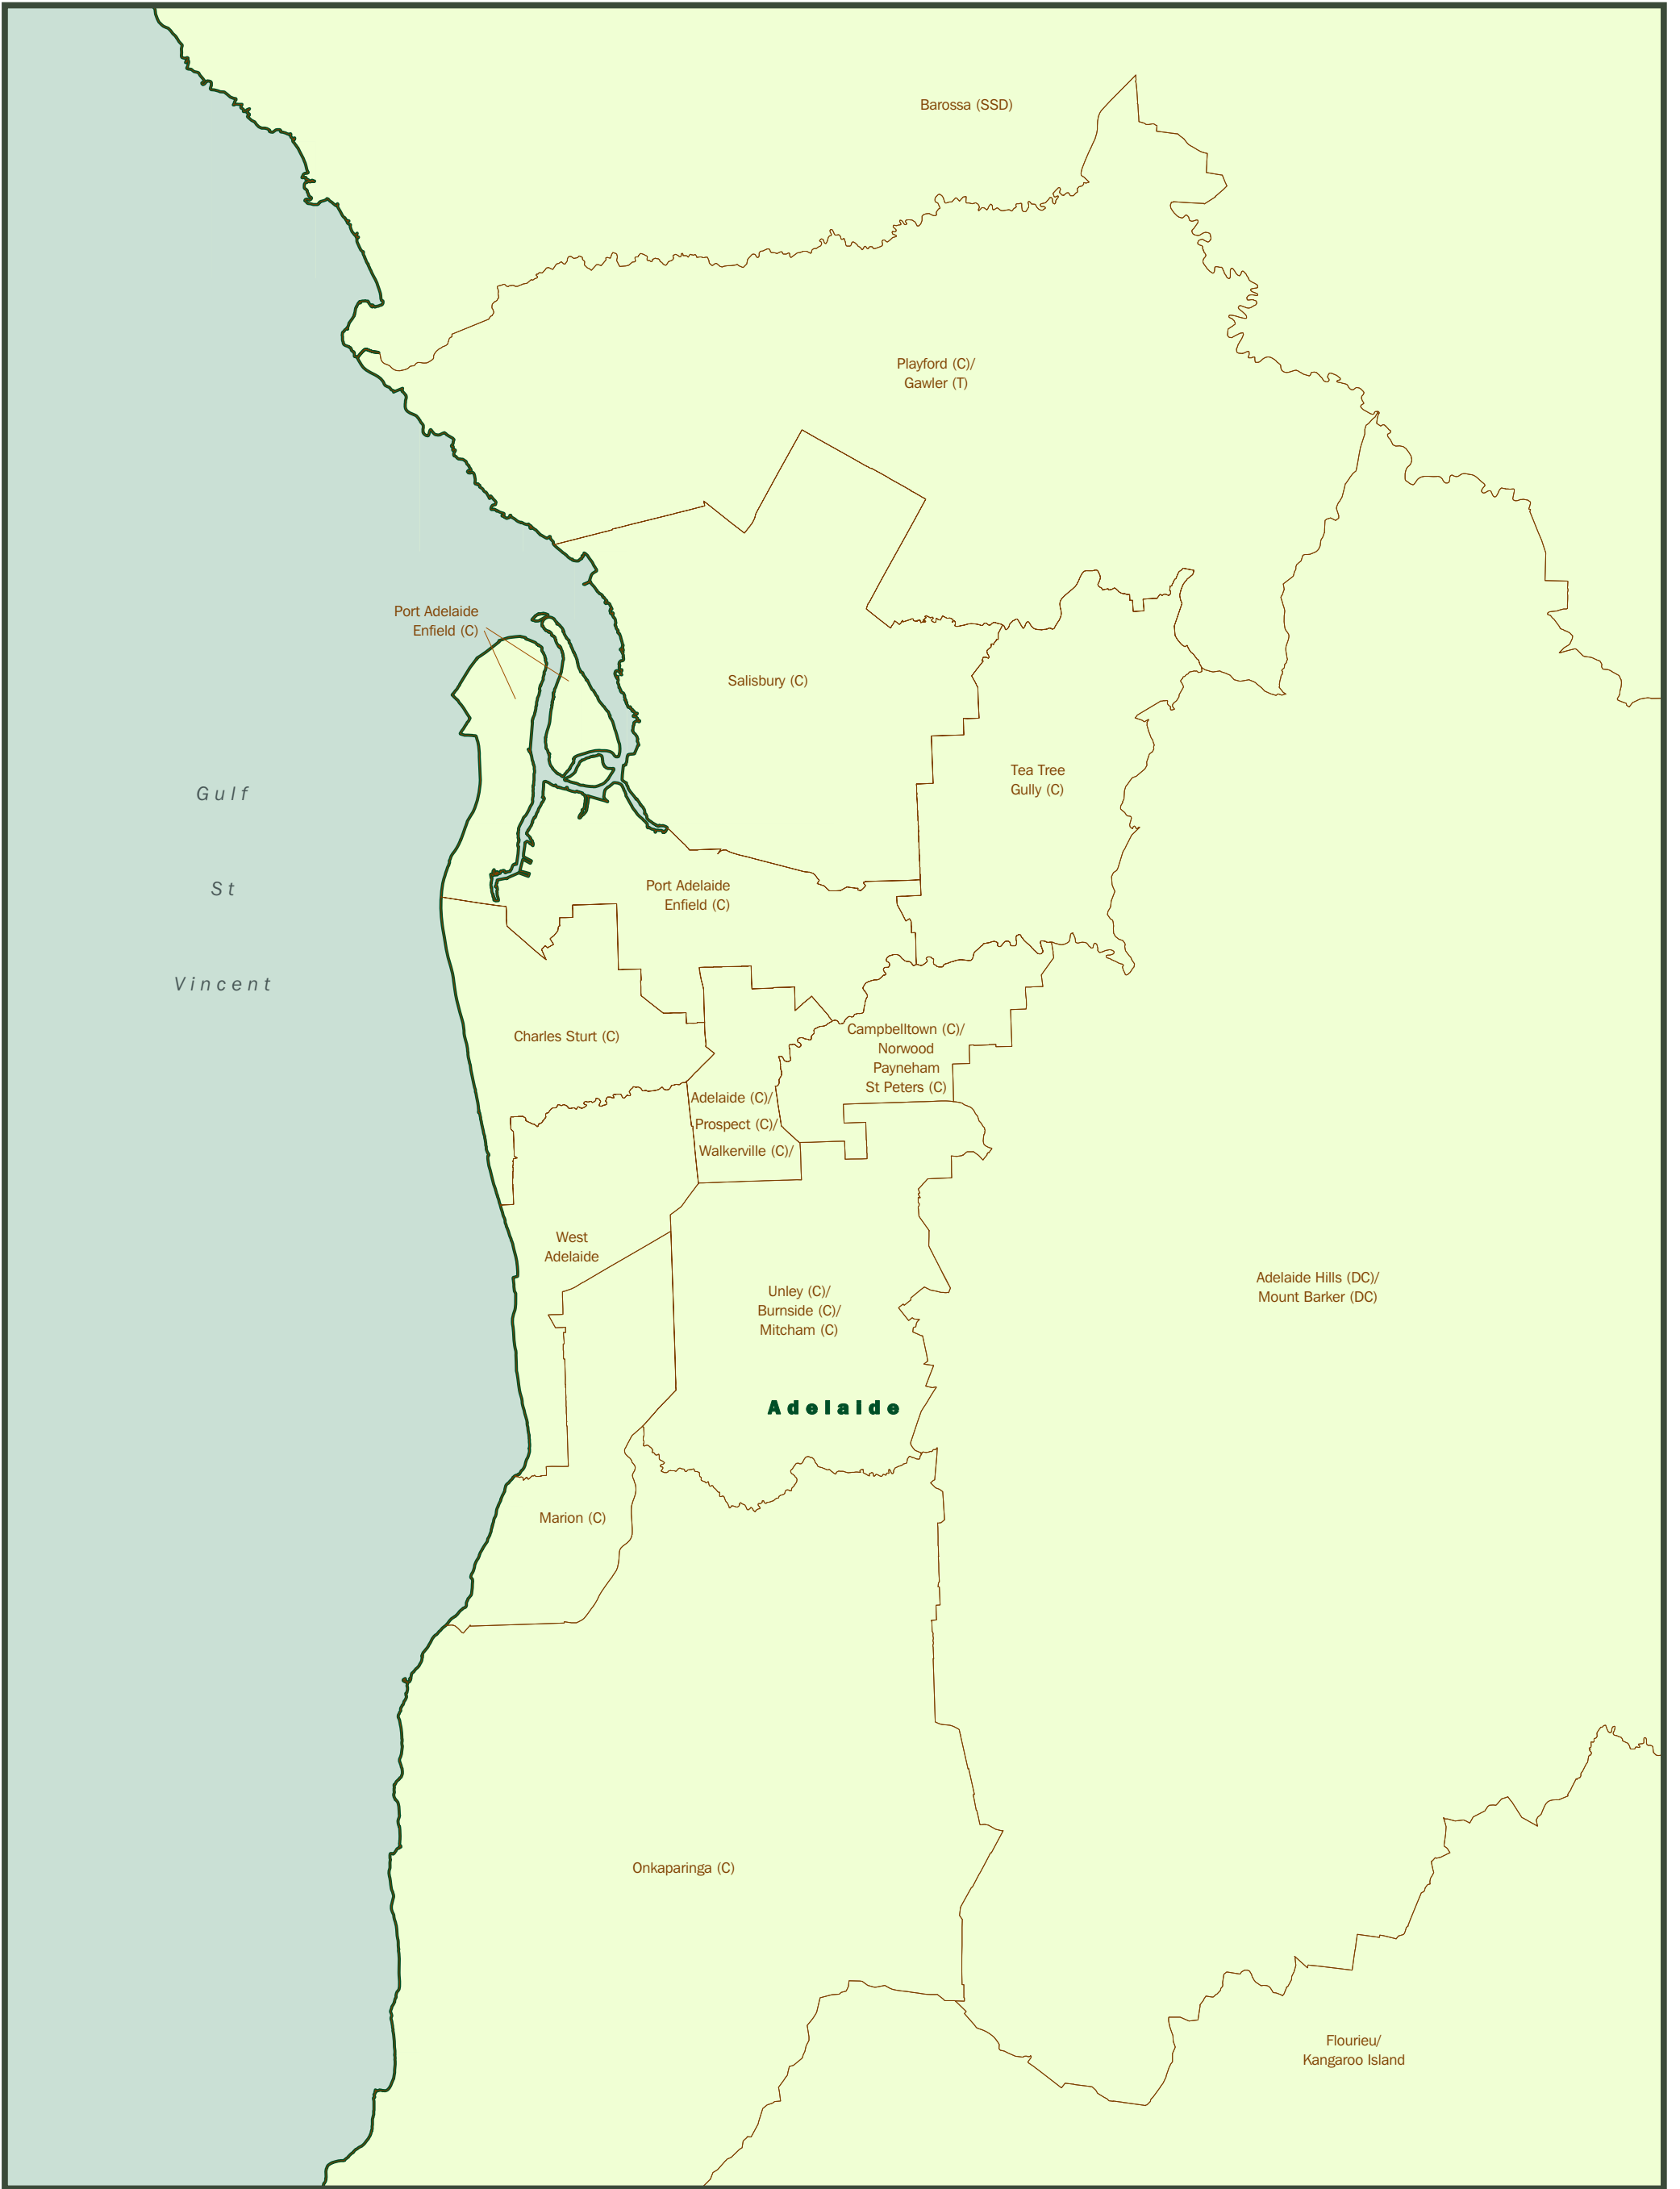 Barossa (SSD)
Playford (C)/
Gawler (T)
Port Adelaide
Enfield (C)
Salisbury (C)
Tea Tree
Gully (C)
Gulf
St
Vincent
Port Adelaide
Enfield (C)
Charles Sturt (C)
Campbelltown (C)/
Norwood
Payneham
St Peters (C)
Adelaide (C)/
Prospect (C)/
Walkerville (C)/
West
Adelaide
Unley (C)/
Burnside (C)/
Mitcham (C)
Adelaide Hills (DC)/
Mount Barker (DC)
Adelaide
Marion (C)
Onkaparinga (C)
Flourieu/
Kangaroo Island